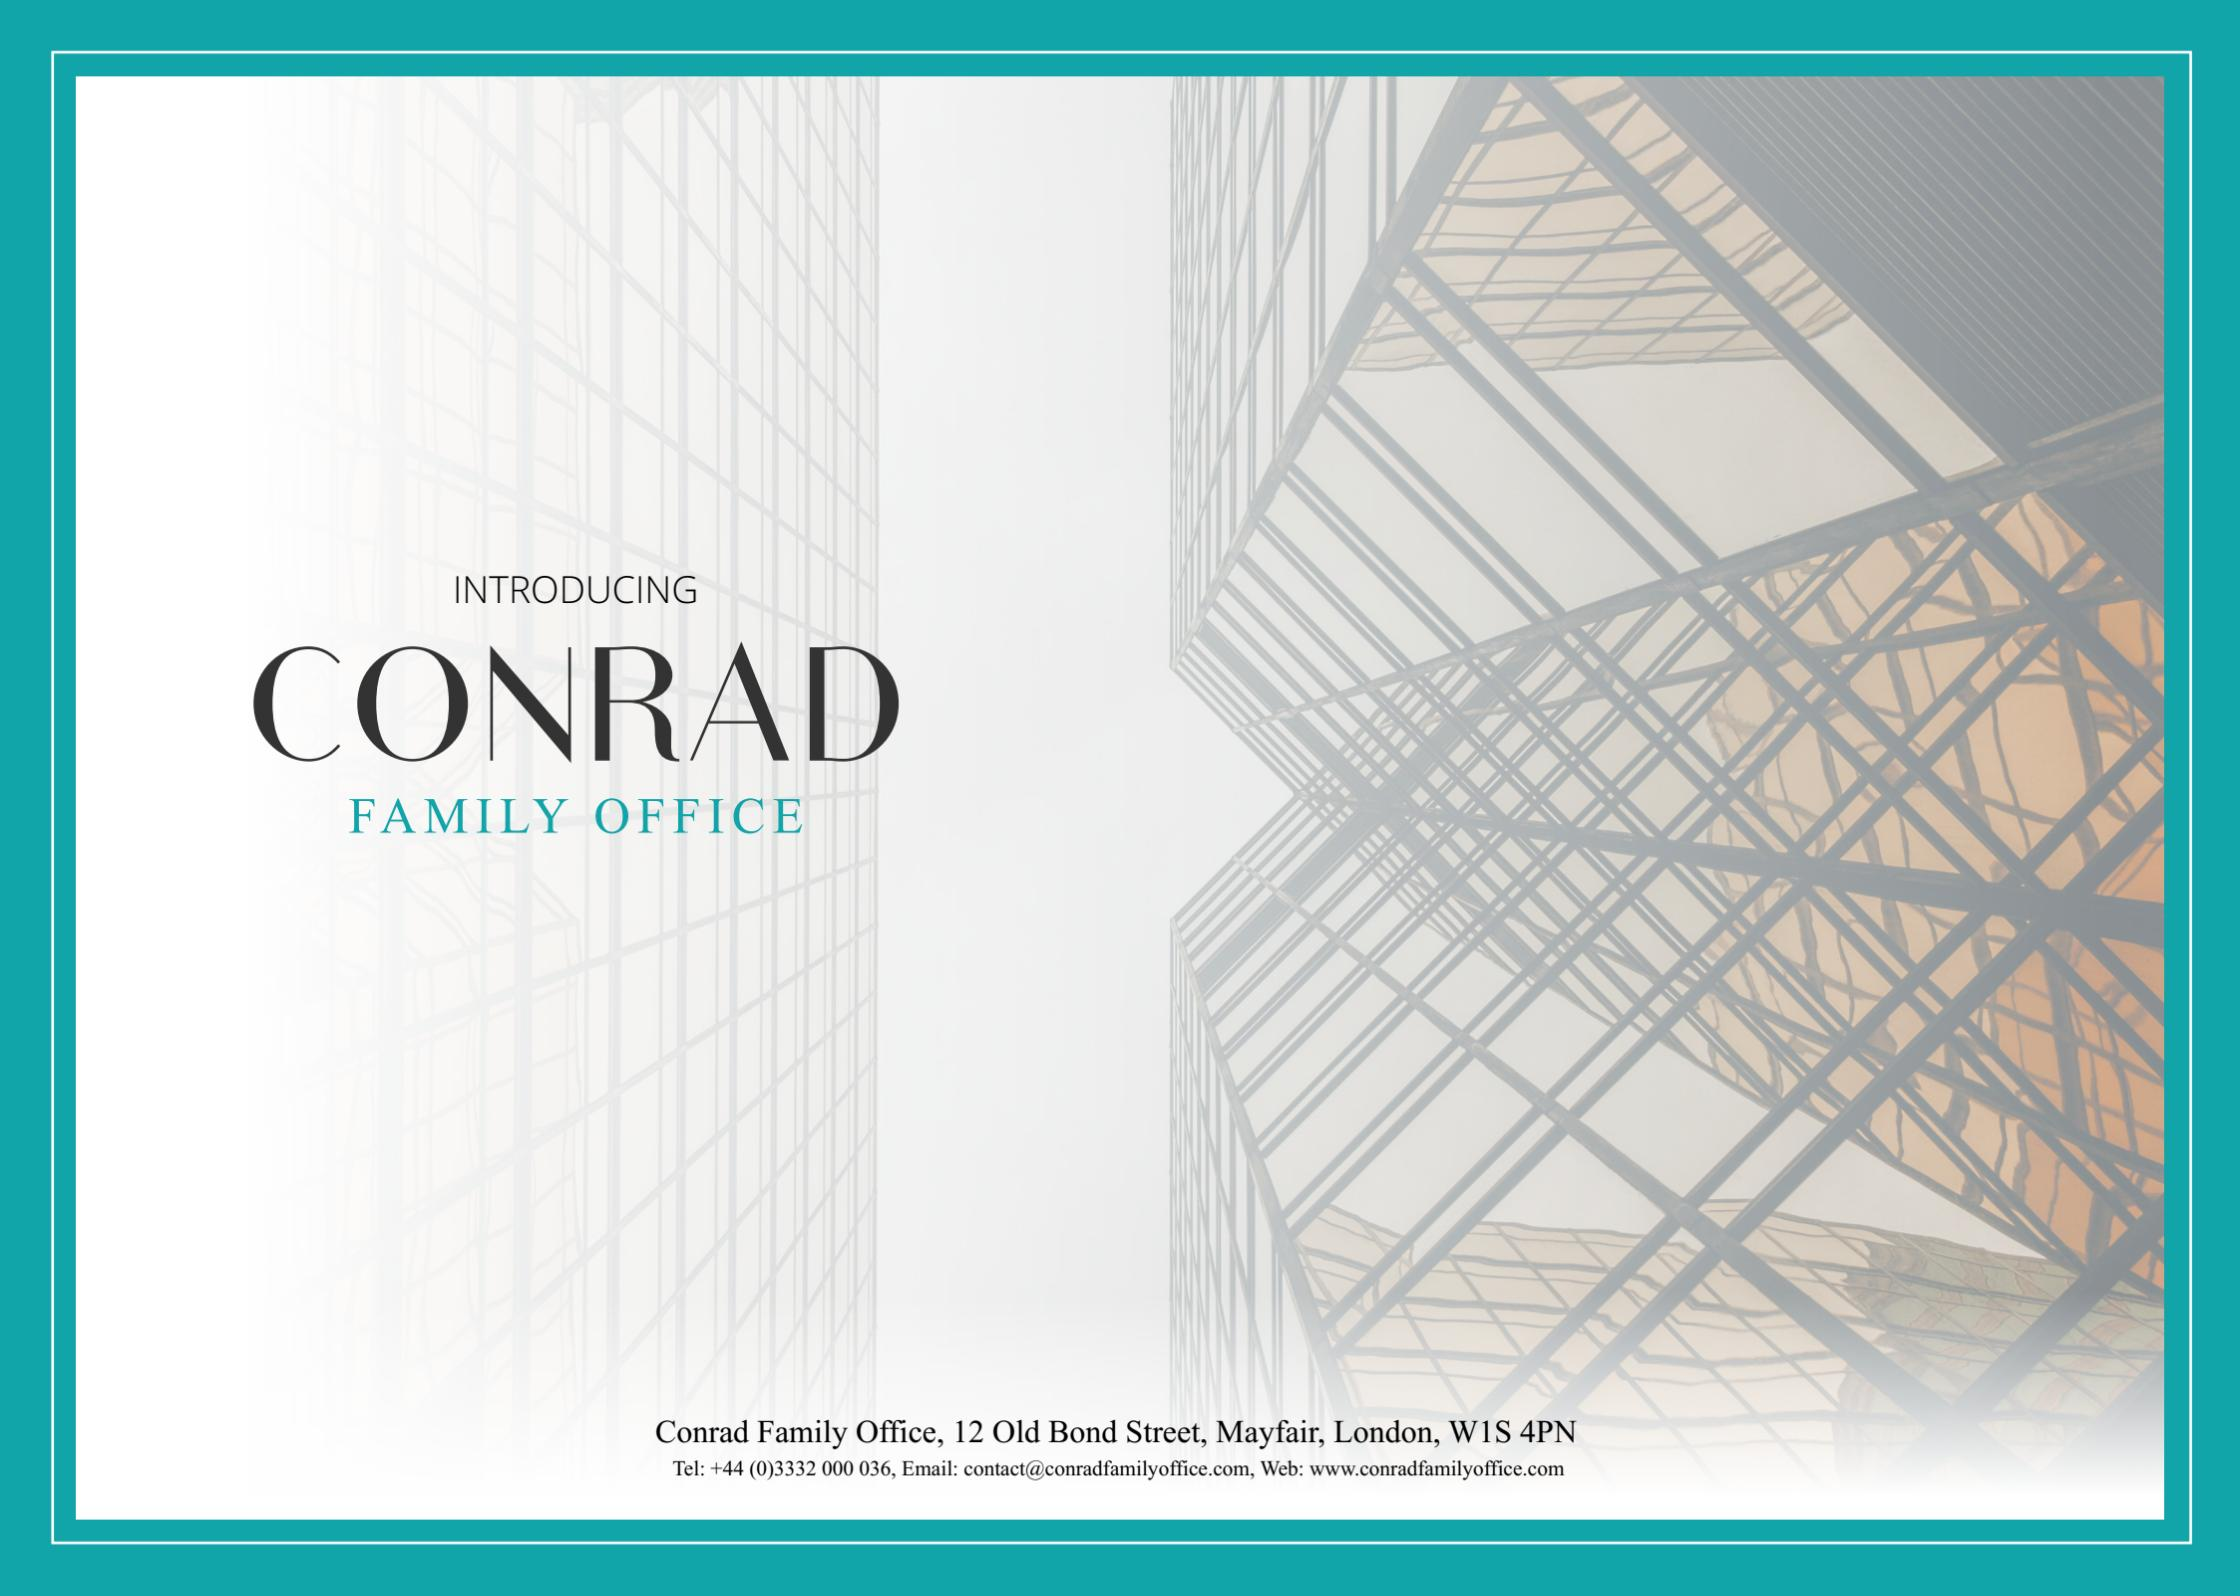 INTRODUCING
CONRAD
FAMILY OFFICE
Conrad Family Office, 12 Old Bond Street, Mayfair, London, W1S 4PN
Tel: +44 (0)3332 000 036, Email: contact@conradfamilyoffice.com, Web: www.conradfamilyoffice.com